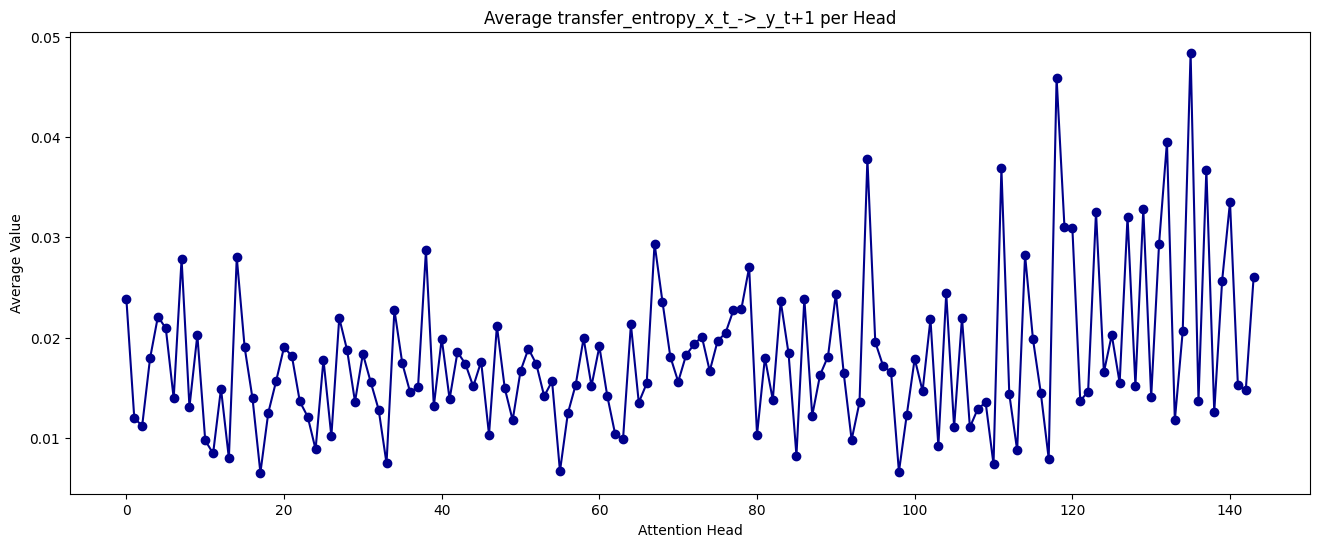 Average transfer_entropy_x_t_->_y_t+1 per Head
0.05
0.04
0.03
0.02
0.01
Average Value
0 20 40 60 80 100 120 140
Attention Head